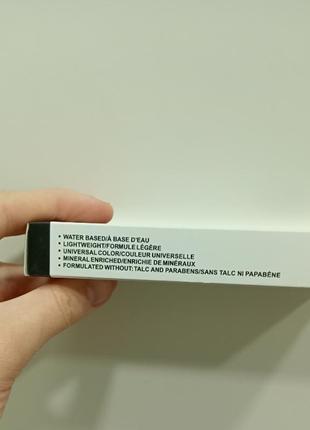 • WATER BASED/À BASE D'EAU
• LIGHTWEIGHT/FORMULE LÉGÈRE
• UNIVERSAL COLOR/COULEUR UNIVERSELLE
• MINERAL ENRICHED/ENRICHIE DE MINÉRAUX
• FORMULATED WITHOUT: TALC AND PARABENS/SANS TALC NI PAPABÈNE